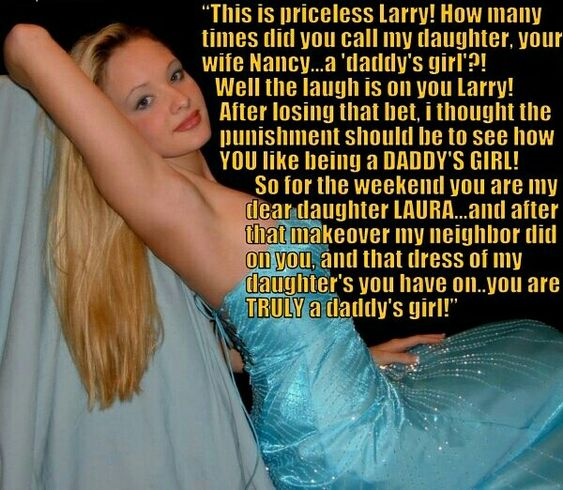 “This is priceless Larry! How many
times did you call my daughter, your
wife Nancy...a 'daddy's girl'?!
Well the laugh is on you Larry!
After losing that bet, i thought the
punishment should be to see how
YOU like being a DADDY'S GIRL!
So for the weekend you are my
dear daughter LAURA...and after
that makeover my neighbor did
on you, and that dress of my
daughter's you have on..you are
TRULY a daddy's girl!”